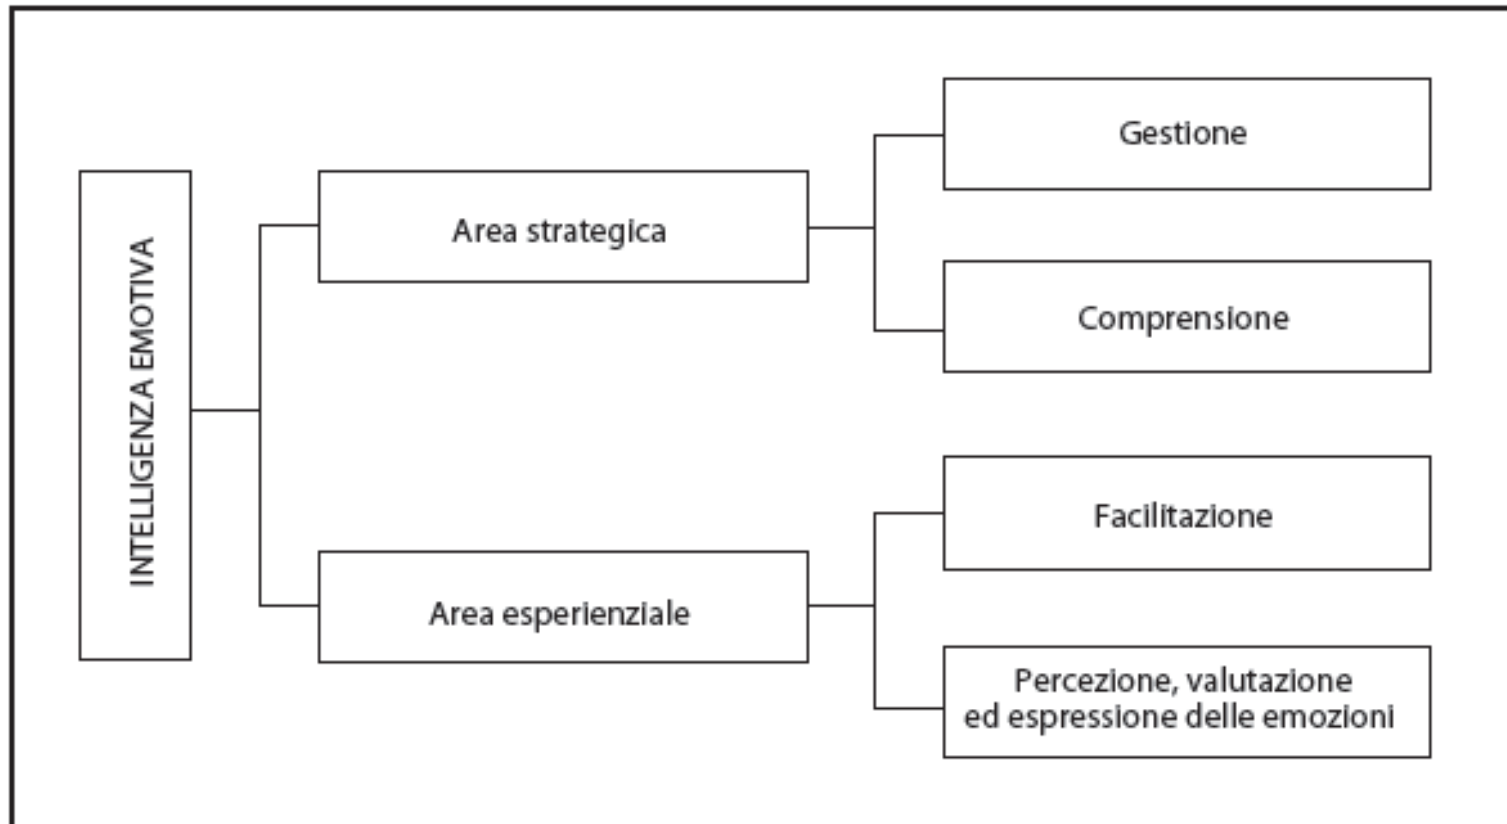 INTELLIGENZA EMOTIVA
Area strategica
Gestione
Comprensione
Area esperienziale
Facilitazione
Percezione, valutazione
ed espressione delle emozioni